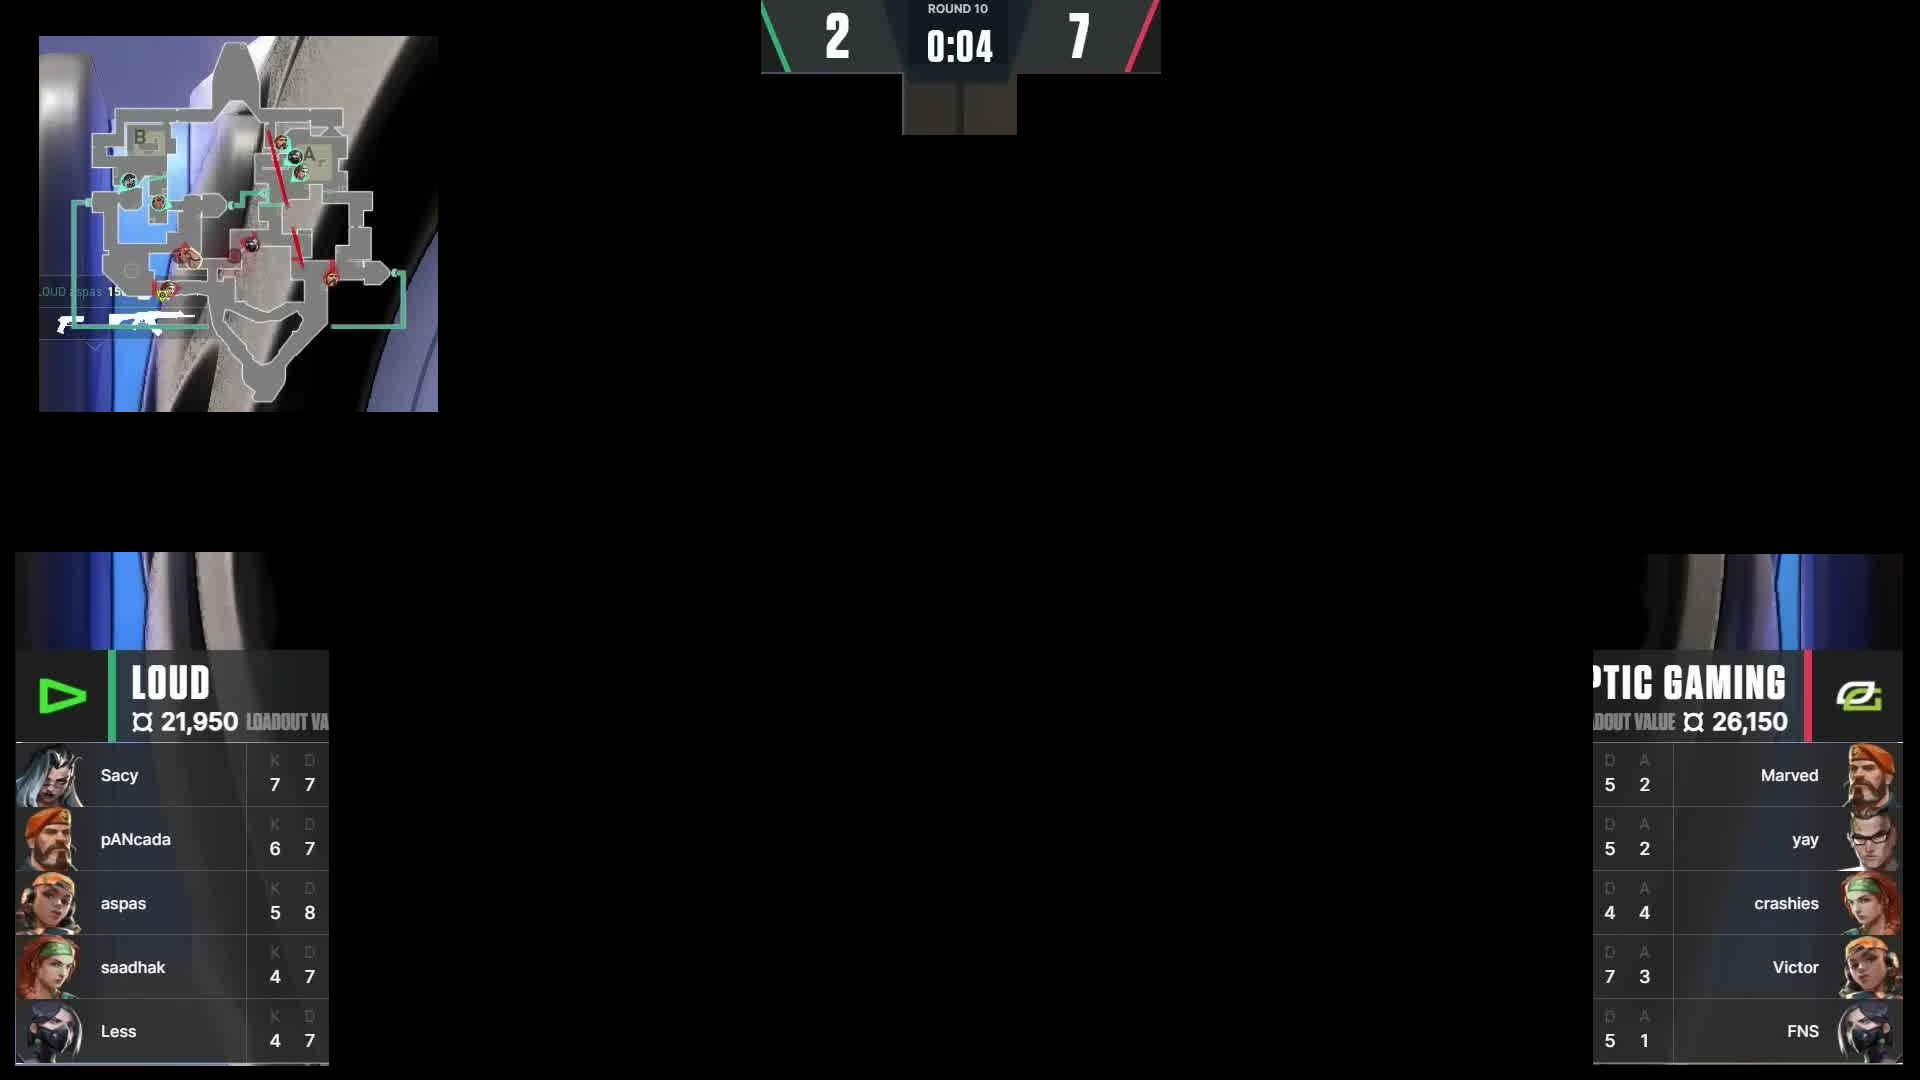 ROUND 10
2 0:04 7
B
A
LOUD aspas 15
LOUD
21,950 LOADOUT VA
K D
Sacy 7 7
K D
pANcada 6 7
K D
aspas 5 8
K D
saadhak 4 7
K D
Less 4 7
PTIC GAMING
DOUT VALUE 26,150
D A
5 2 Marved
D A
5 2 yay
D A
4 4 crashies
D A
7 3 Victor
D A
5 1 FNS